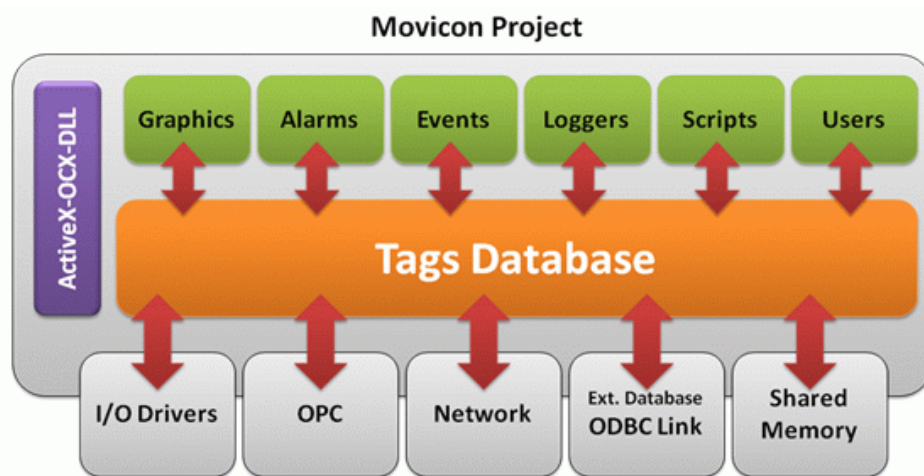 Movicon Project
ActiveX-OCX-DLL
Graphics
Alarms
Events
Loggers
Scripts
Users
Tags Database
I/O Drivers
OPC
Network
Ext. Database
ODBC Link
Shared
Memory